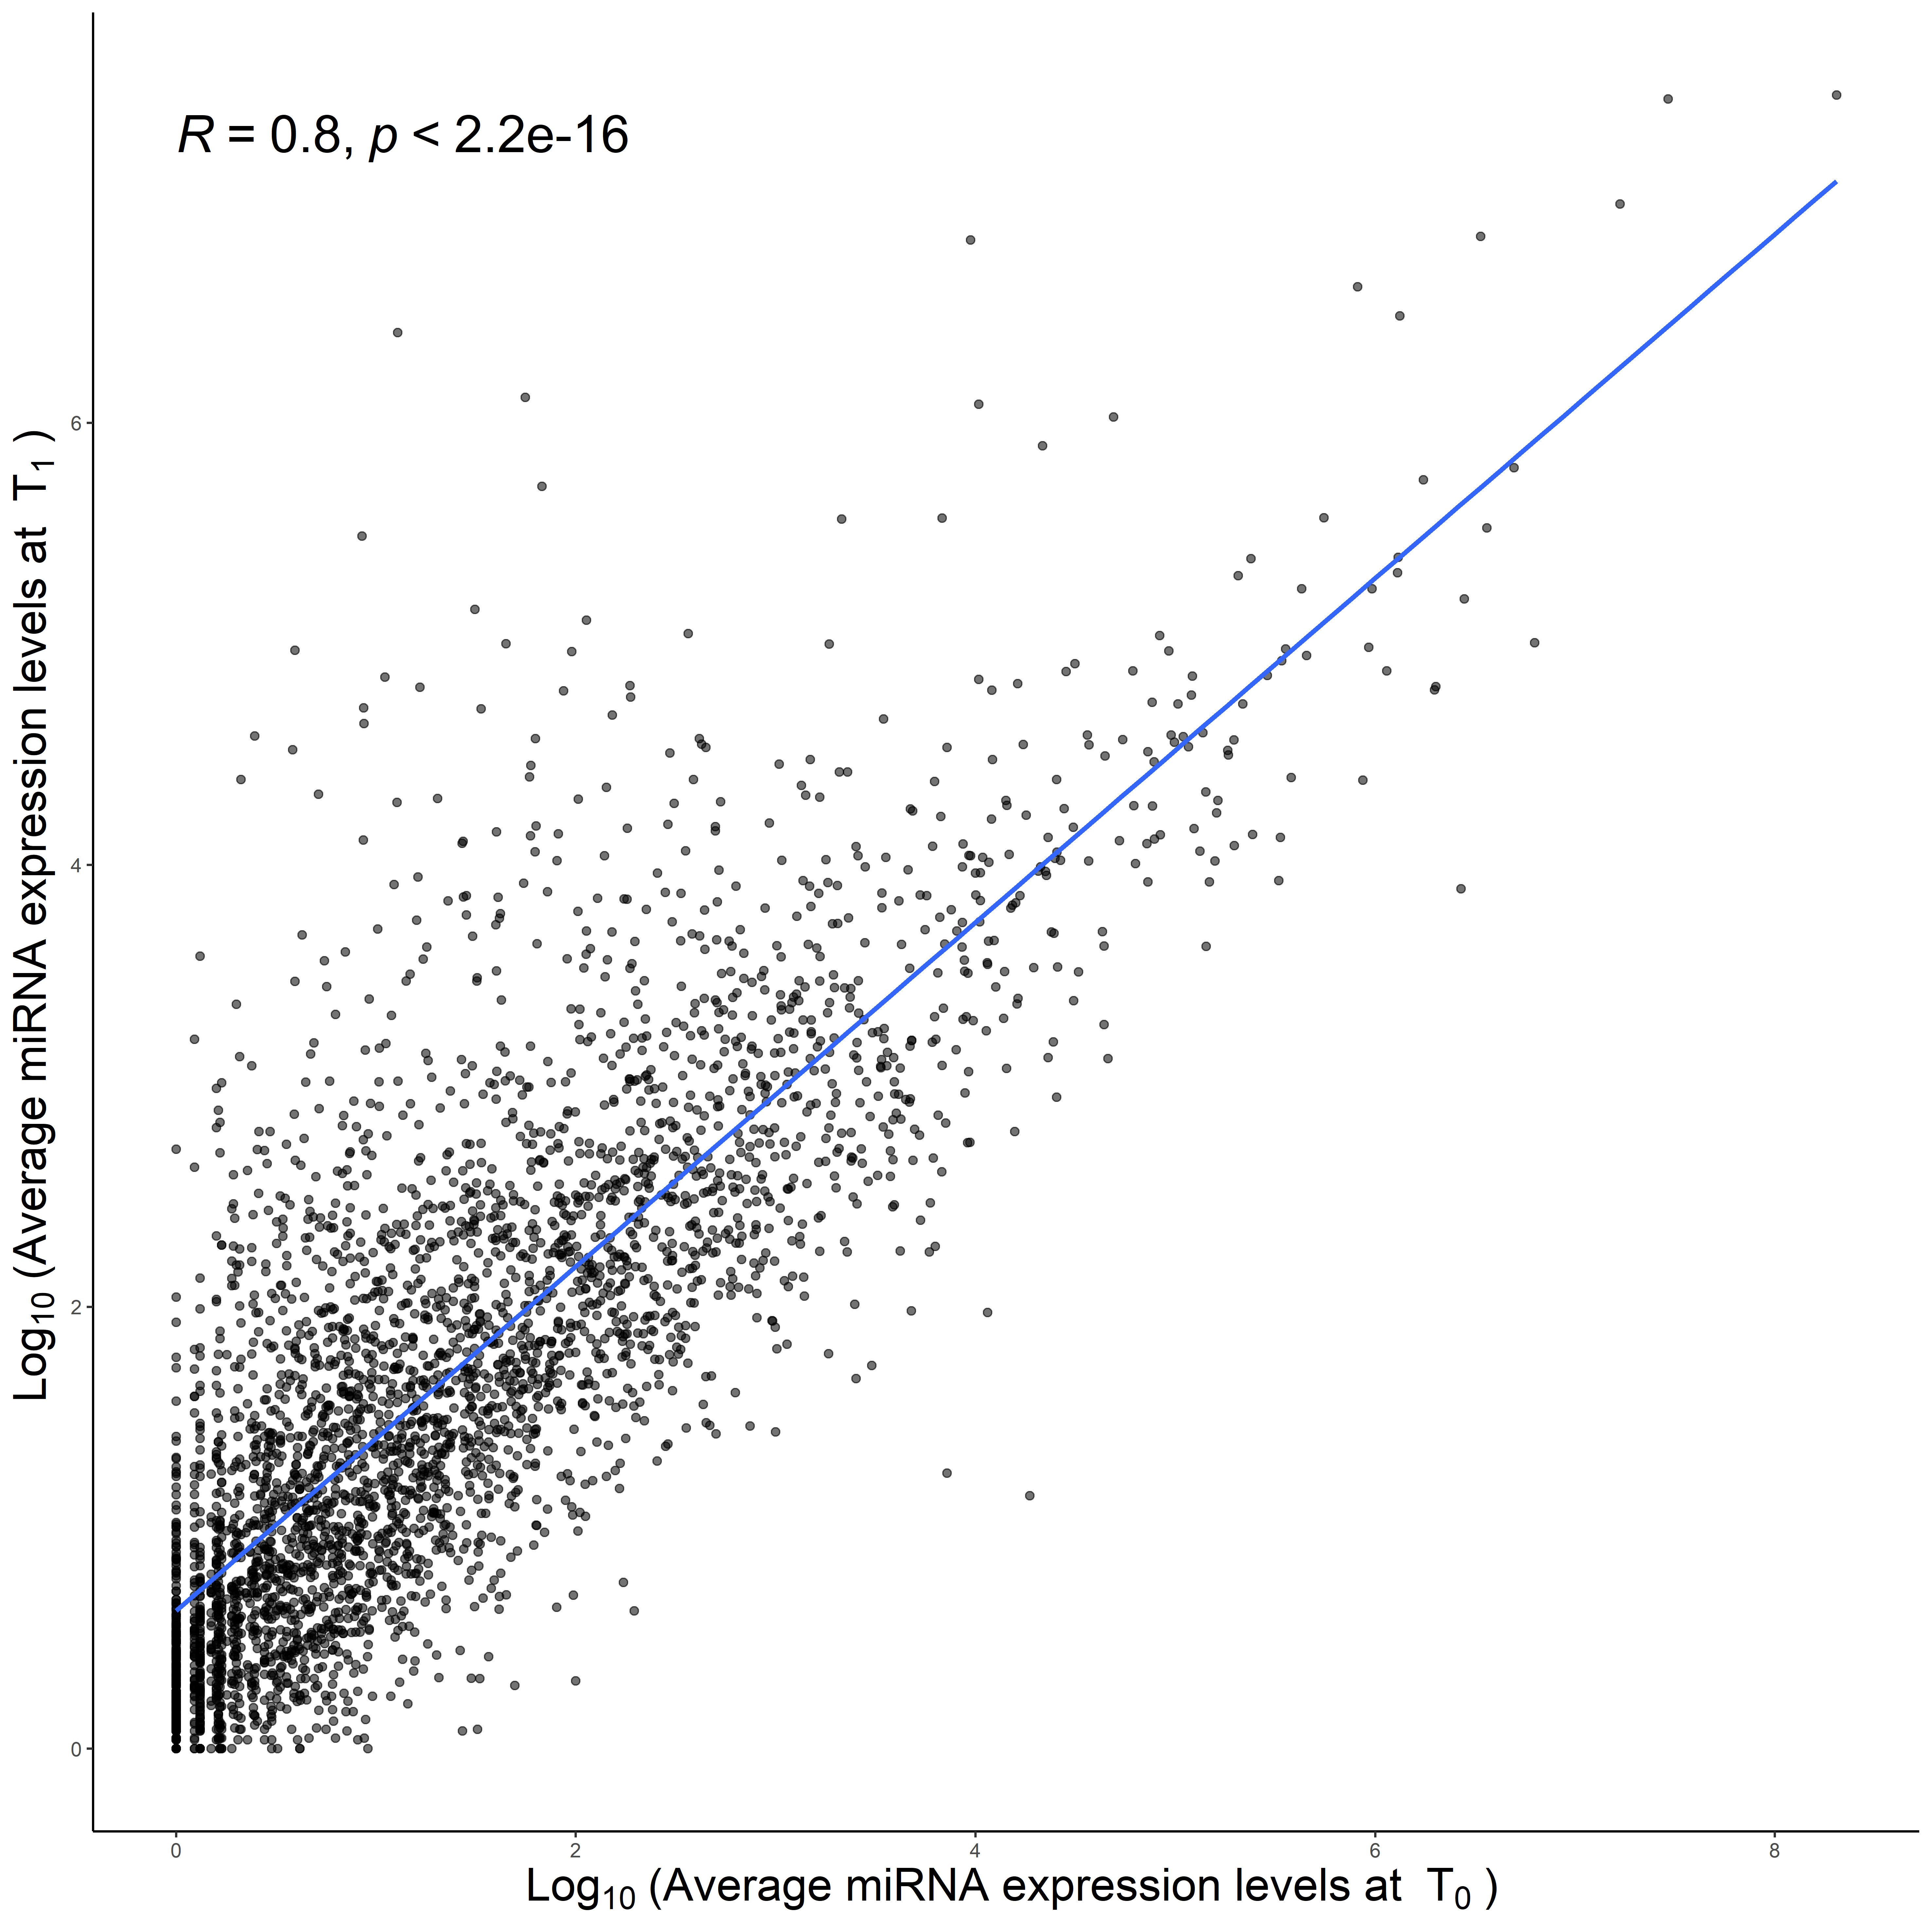 R = 0.8, p < 2.2e-16
Log10 (Average miRNA expression levels at T1 )
6
4
2
0
0 2 4 6 8
Log10 (Average miRNA expression levels at T0 )